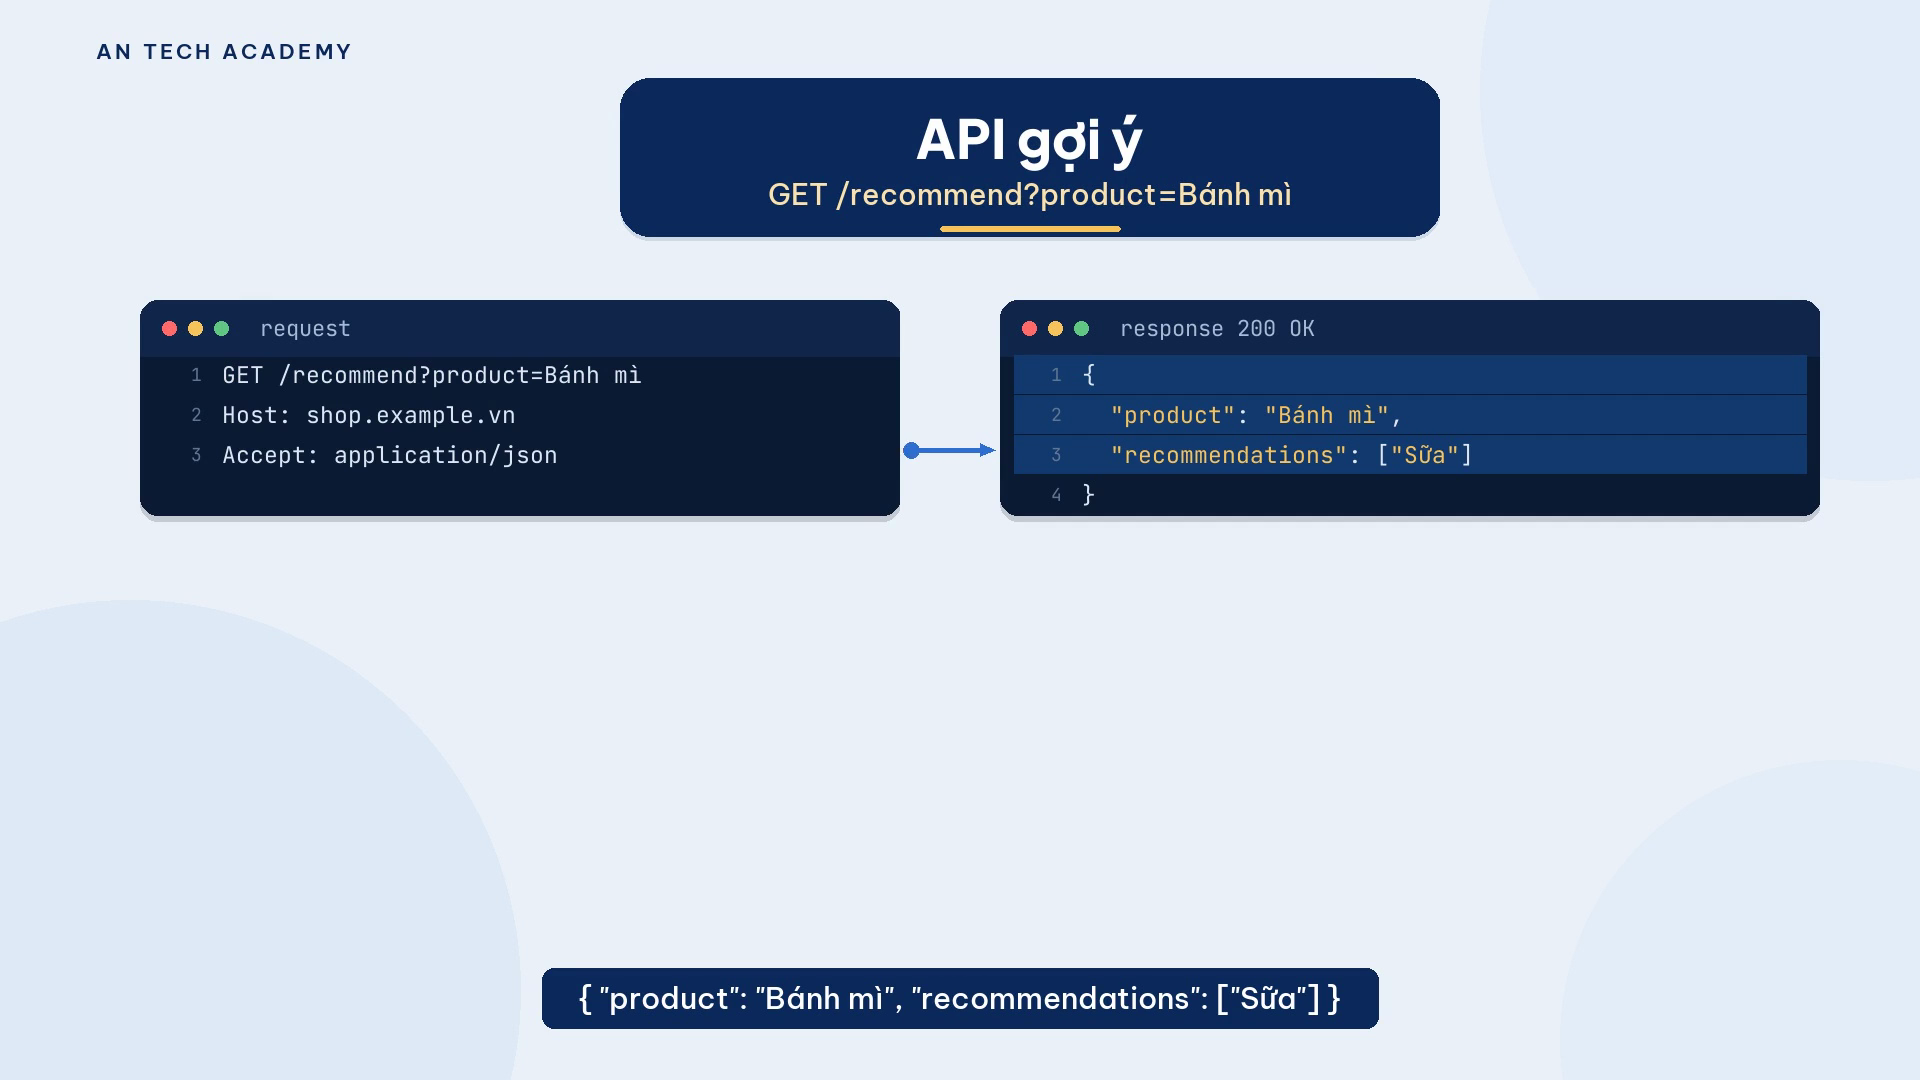 AN TECH ACADEMY
API gợi ý
GET /recommend?product=Bánh mì
request
1 GET /recommend?product=Bánh mì
2 Host: shop.example.vn
3 Accept: application/json
response 200 OK
1 {
2 "product": "Bánh mì",
3 "recommendations": ["Sữa"]
4 }
{ "product": "Bánh mì", "recommendations": ["Sữa"] }